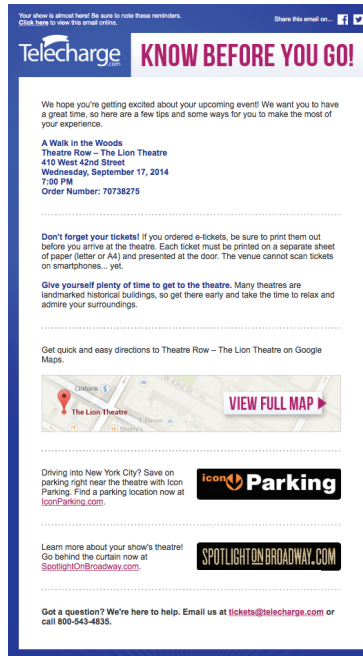 Your show is almost here! Be sure to note these reminders.
Click here to view this email online.
Share this email on...
Telecharge
.com
KNOW BEFORE YOU GO!
We hope you're getting excited about your upcoming event! We want you to have
a great time, so here are a few tips and some ways for you to make the most of
your experience.
A Walk in the Woods
Theatre Row – The Lion Theatre
410 West 42nd Street
Wednesday, September 17, 2014
7:00 PM
Order Number: 70738275
Don't forget your tickets! If you ordered e-tickets, be sure to print them out
before you arrive at the theatre. Each ticket must be printed on a separate sheet
of paper (letter or A4) and presented at the door. The venue cannot scan tickets
on smartphones... yet.
Give yourself plenty of time to get to the theatre. Many theatres are
landmarked historical buildings, so get there early and take the time to relax and
admire your surroundings.
Get quick and easy directions to Theatre Row – The Lion Theatre on Google
Maps.
Citibank
W 43rd St
The Lion Theatre
7-Eleven
VIEW FULL MAP
Driving into New York City? Save on
parking right near the theatre with Icon
Parking. Find a parking location now at
IconParking.com.
icon Parking
Learn more about your show's theatre!
Go behind the curtain now at
SpotlightOnBroadway.com.
SPOTLIGHT ON BROADWAY.COM
Got a question? We're here to help. Email us at tickets@telecharge.com or
call 800-543-4835.